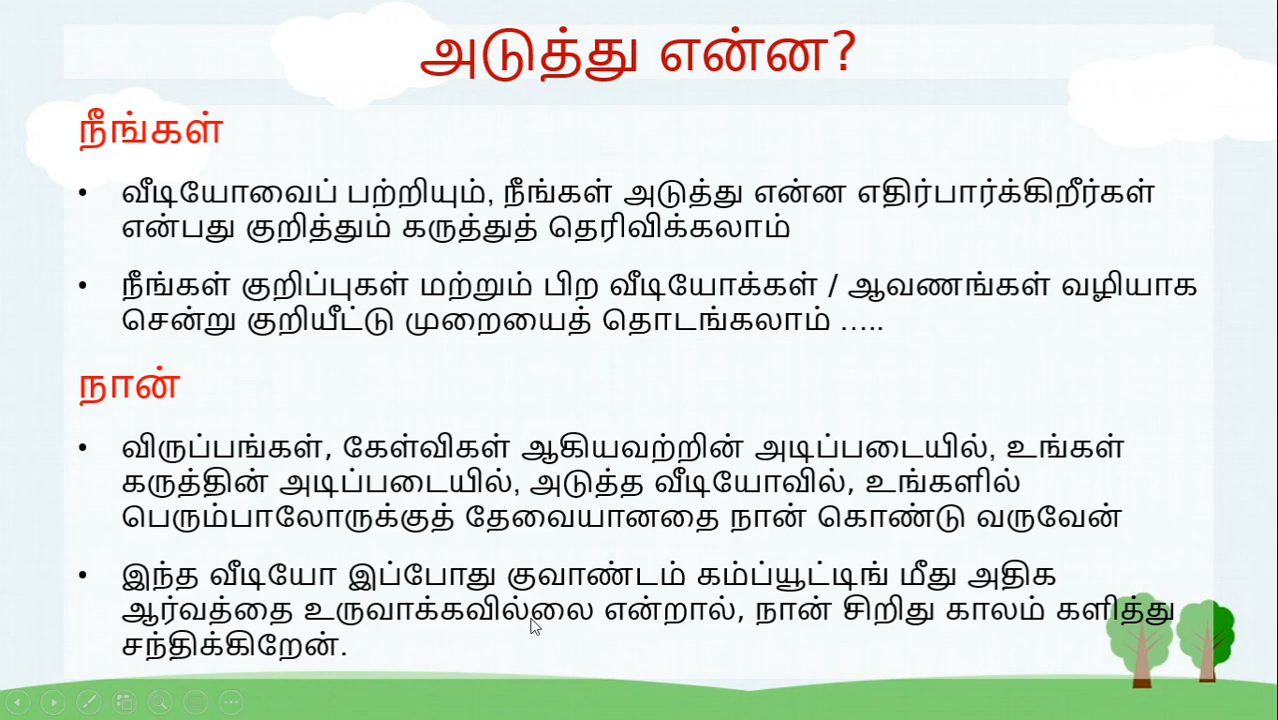 அடுத்து என்ன?
நீங்கள்
• வீடியோவைப் பற்றியும், நீங்கள் அடுத்து என்ன எதிர்பார்க்கிறீர்கள்
என்பது குறித்தும் கருத்துத் தெரிவிக்கலாம்
• நீங்கள் குறிப்புகள் மற்றும் பிற வீடியோக்கள் / ஆவணங்கள் வழியாக
சென்று குறியீட்டு முறையைத் தொடங்கலாம் .....
நான்
• விருப்பங்கள், கேள்விகள் ஆகியவற்றின் அடிப்படையில், உங்கள்
கருத்தின் அடிப்படையில், அடுத்த வீடியோவில், உங்களில்
பெரும்பாலோருக்குத் தேவையானதை நான் கொண்டு வருவேன்
• இந்த வீடியோ இப்போது குவாண்டம் கம்ப்யூட்டிங் மீது அதிக
ஆர்வத்தை உருவாக்கவில்லை என்றால், நான் சிறிது காலம் களித்து
சந்திக்கிறேன்.